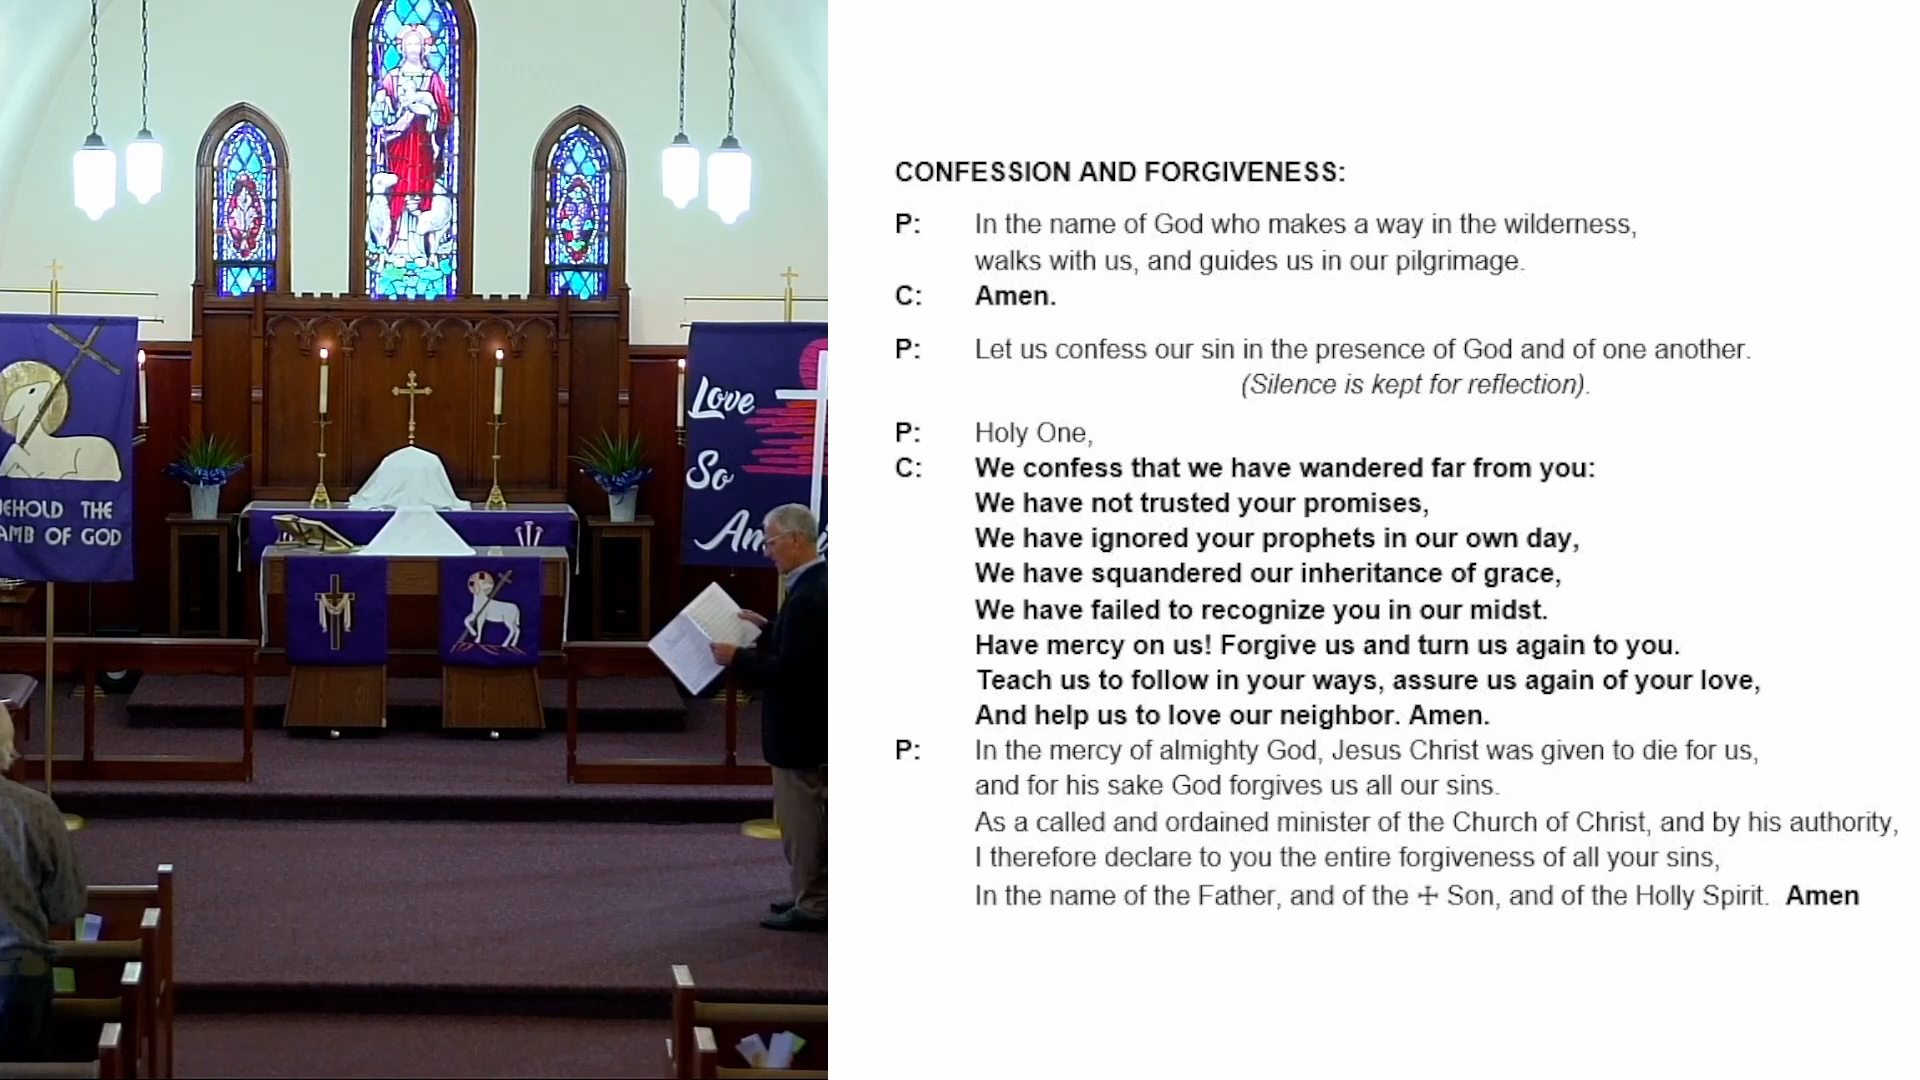 BEHOLD THE
LAMB OF GOD
Love
So
CONFESSION AND FORGIVENESS:
P: In the name of God who makes a way in the wilderness,
walks with us, and guides us in our pilgrimage.
C: Amen.
P: Let us confess our sin in the presence of God and of one another.
(Silence is kept for reflection).
P: Holy One,
C: We confess that we have wandered far from you:
We have not trusted your promises,
We have ignored your prophets in our own day,
We have squandered our inheritance of grace,
We have failed to recognize you in our midst.
Have mercy on us! Forgive us and turn us again to you.
Teach us to follow in your ways, assure us again of your love,
And help us to love our neighbor. Amen.
P: In the mercy of almighty God, Jesus Christ was given to die for us,
and for his sake God forgives us all our sins.
As a called and ordained minister of the Church of Christ, and by his authority,
I therefore declare to you the entire forgiveness of all your sins,
In the name of the Father, and of the ☩ Son, and of the Holly Spirit. Amen